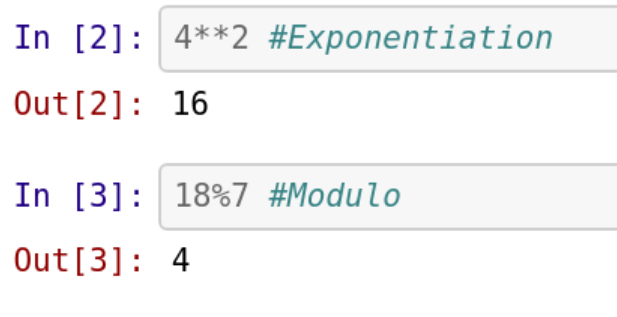 In [2]: 4**2 #Exponentiation
Out[2]: 16
In [3]: 18%7 #Modulo
Out[3]: 4